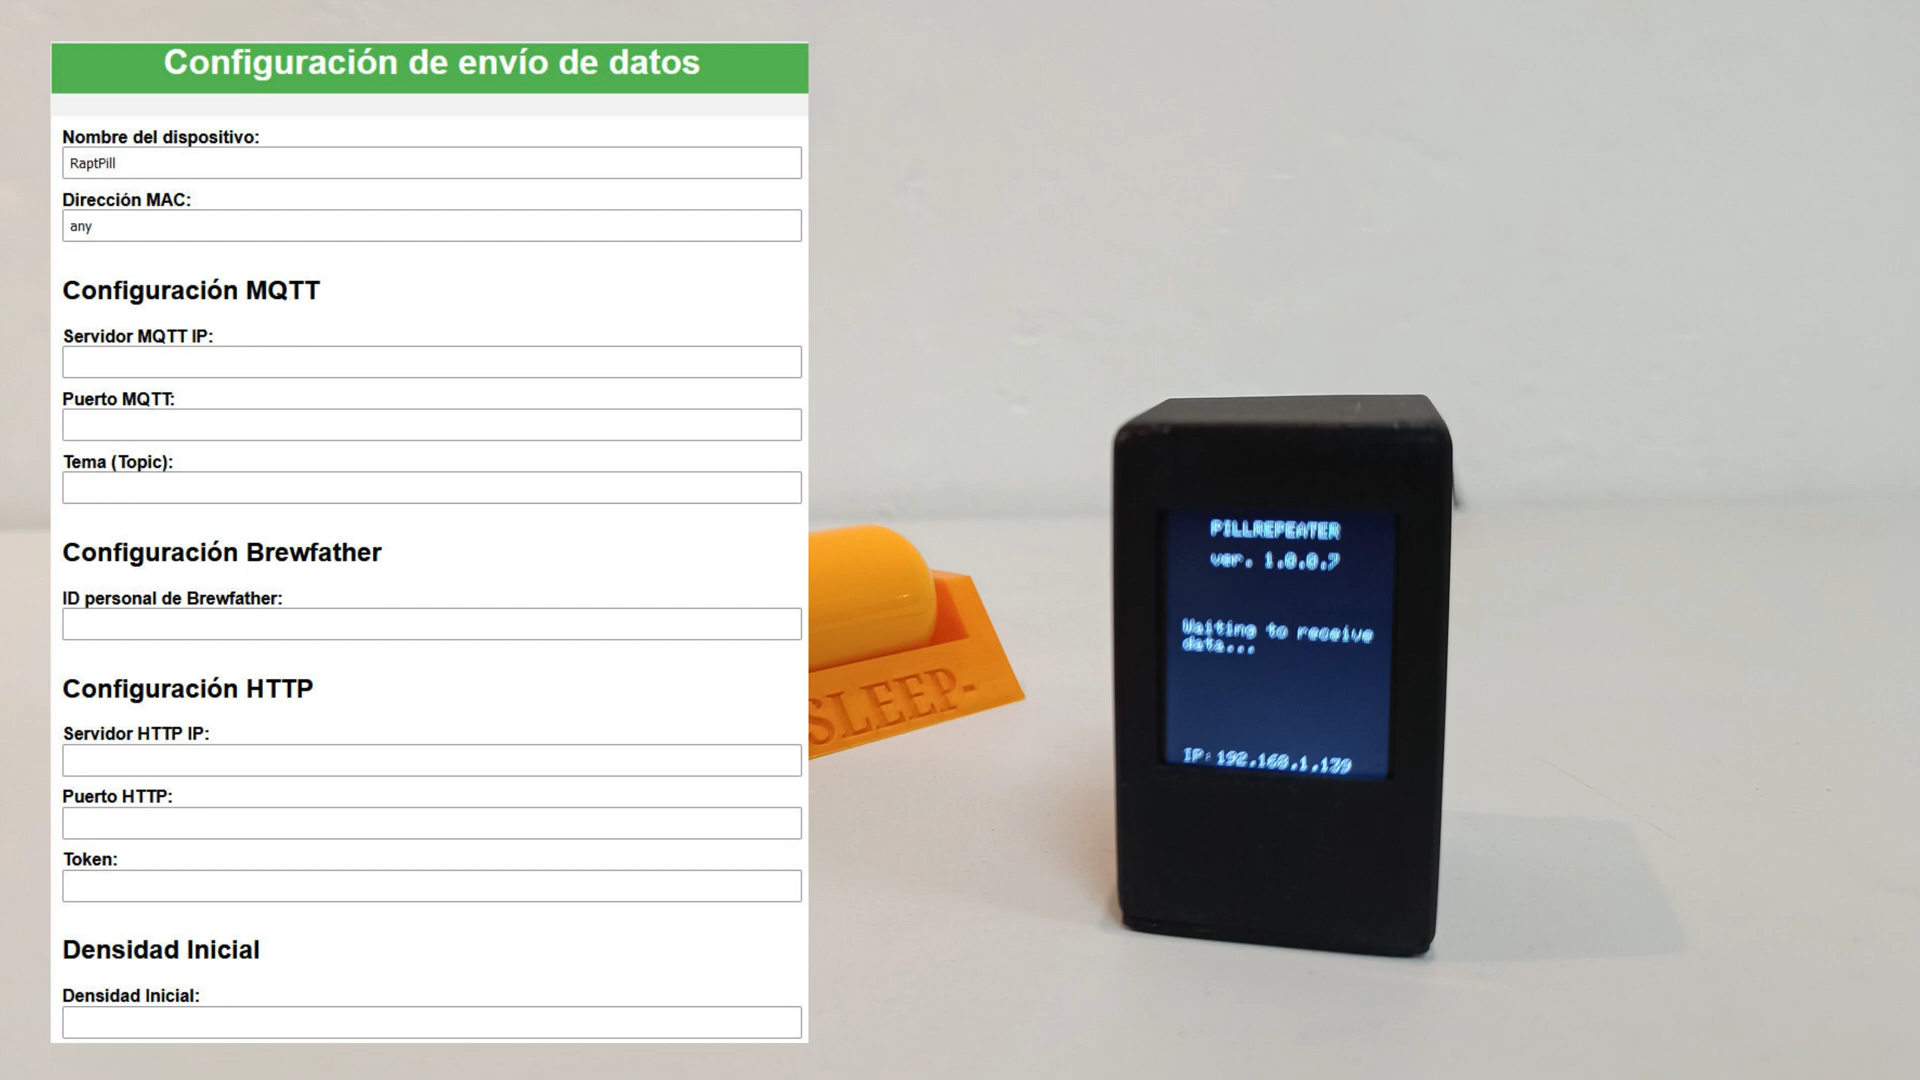 Configuración de envío de datos
Nombre del dispositivo:
RaptPill
Dirección MAC:
any
Configuración MQTT
Servidor MQTT IP:
Puerto MQTT:
Tema (Topic):
Configuración Brewfather
ID personal de Brewfather:
Configuración HTTP
Servidor HTTP IP:
Puerto HTTP:
Token:
Densidad Inicial
Densidad Inicial:
SLEEP-
PILLREPEATER
ver. 1.0.0.7
Waiting to receive
data...
IP: 192.168.1.179